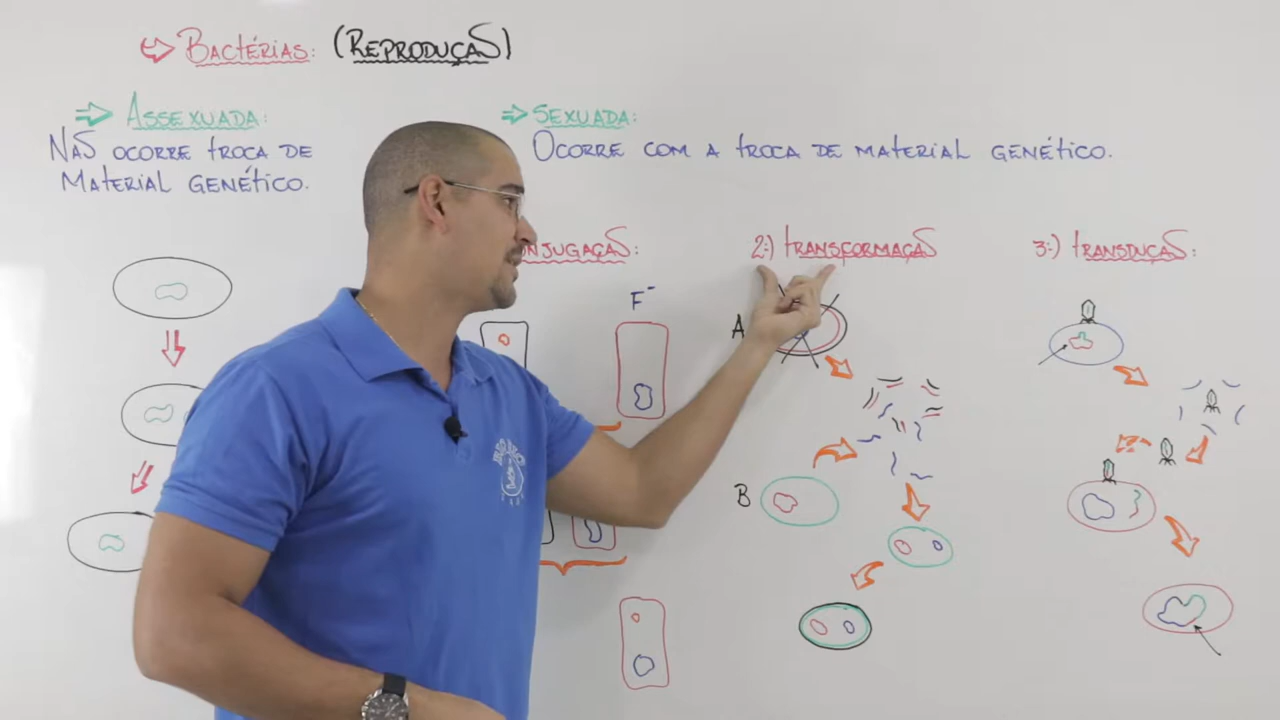 Bactérias: (Reprodução)
Assexuada:
Não ocorre troca de
Material genético.
Sexuada:
Ocorre com a troca de material genético.
onjugação:
2:) Transformação
3:) Transdução:
F⁻
A
B